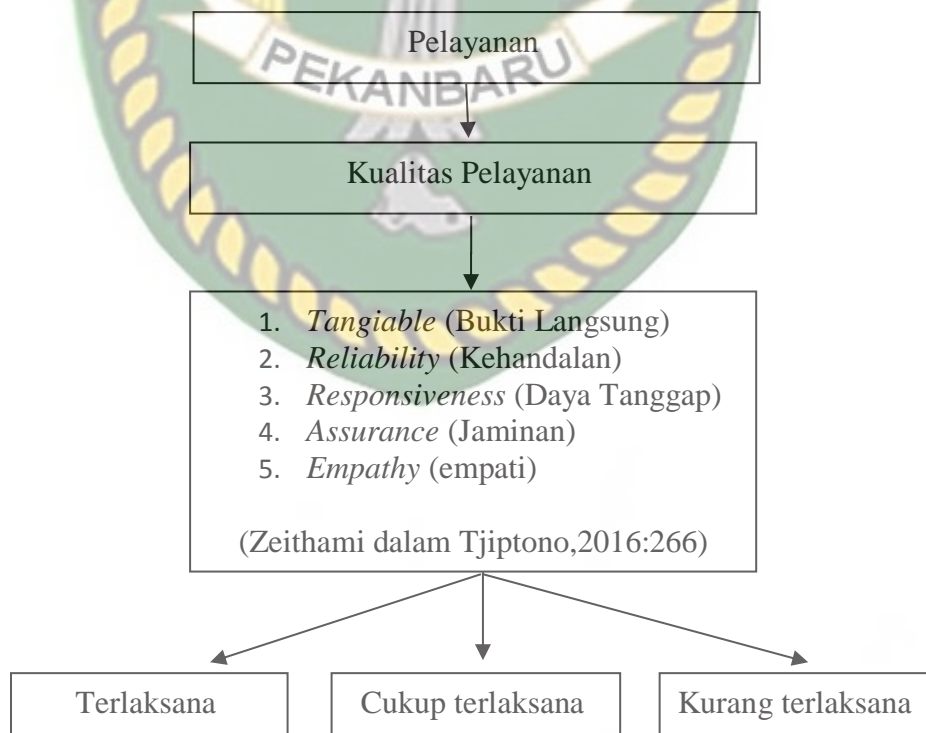 Pelayanan
PEKANBARU
Kualitas Pelayanan
1. Tangiable (Bukti Langsung)
2. Reliability (Kehandalan)
3. Responsiveness (Daya Tanggap)
4. Assurance (Jaminan)
5. Empathy (empati)
(Zeithami dalam Tjiptono,2016:266)
Terlaksana
Cukup terlaksana
Kurang terlaksana